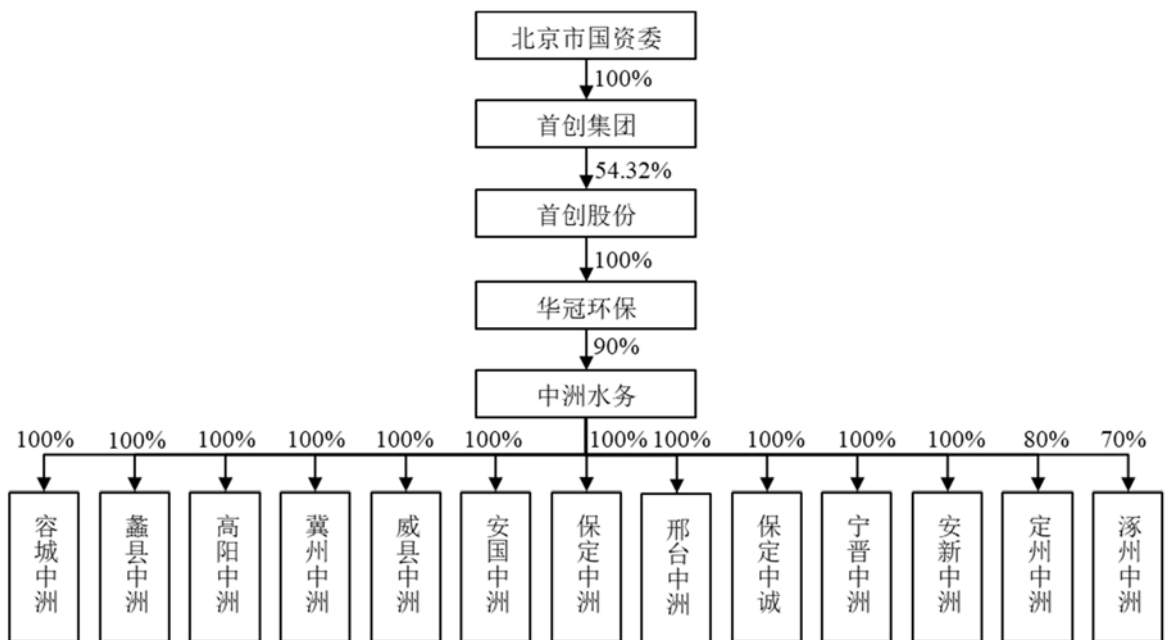 北京市国资委
100%
首创集团
54.32%
首创股份
100%
华冠环保
90%
中洲水务
100% 100% 100% 100% 100% 100% 100% 100% 100% 100% 100% 80% 70%
容城中洲
蠡县中洲
高阳中洲
冀州中洲
威县中洲
安国中洲
保定中洲
邢台中洲
保定中诚
宁晋中洲
安新中洲
定州中洲
涿州中洲